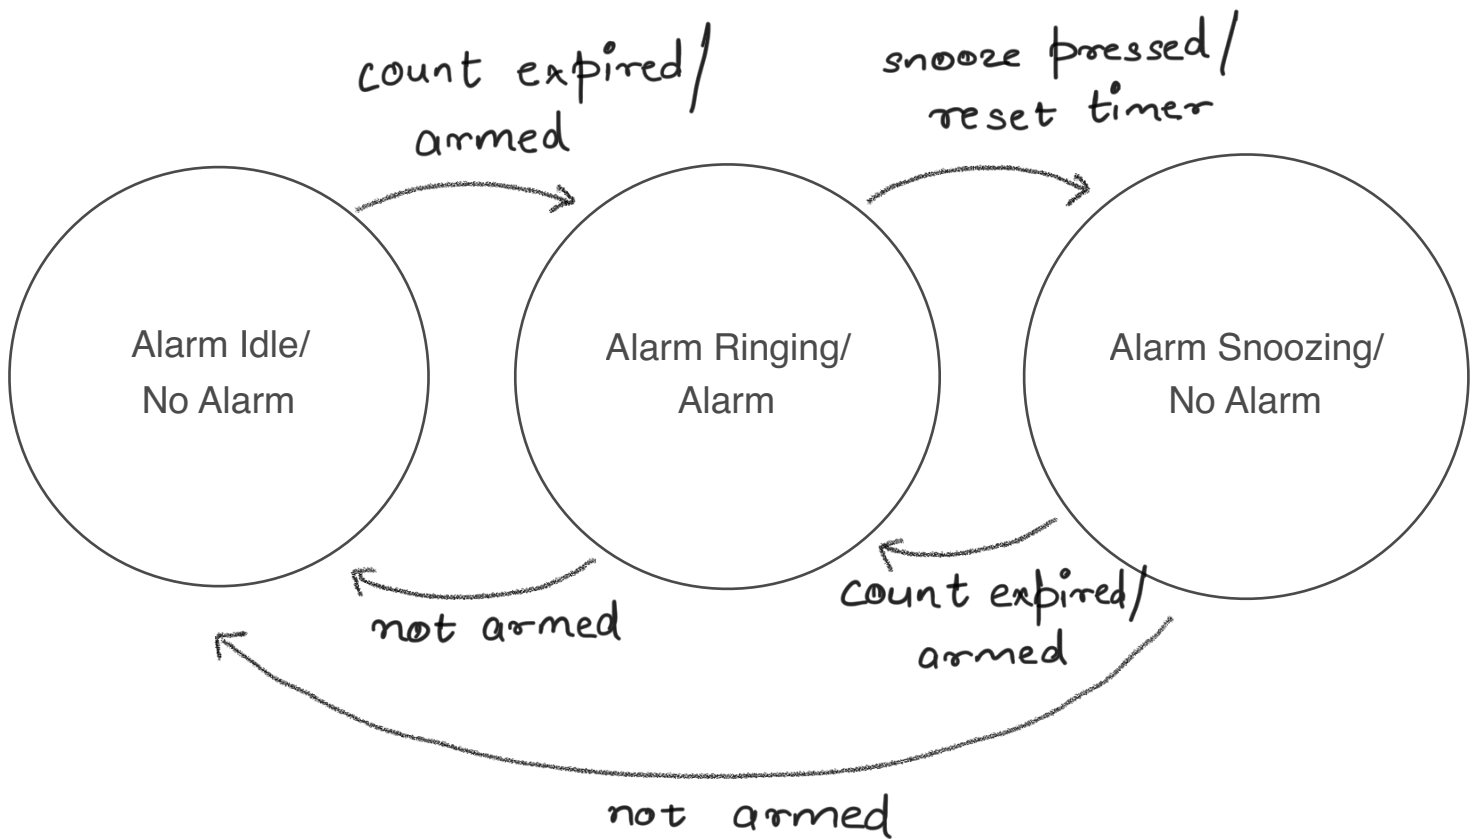 count expired/
armed
snooze pressed/
reset timer
Alarm Idle/
No Alarm
Alarm Ringing/
Alarm
Alarm Snoozing/
No Alarm
not armed
count expired/
armed
not armed